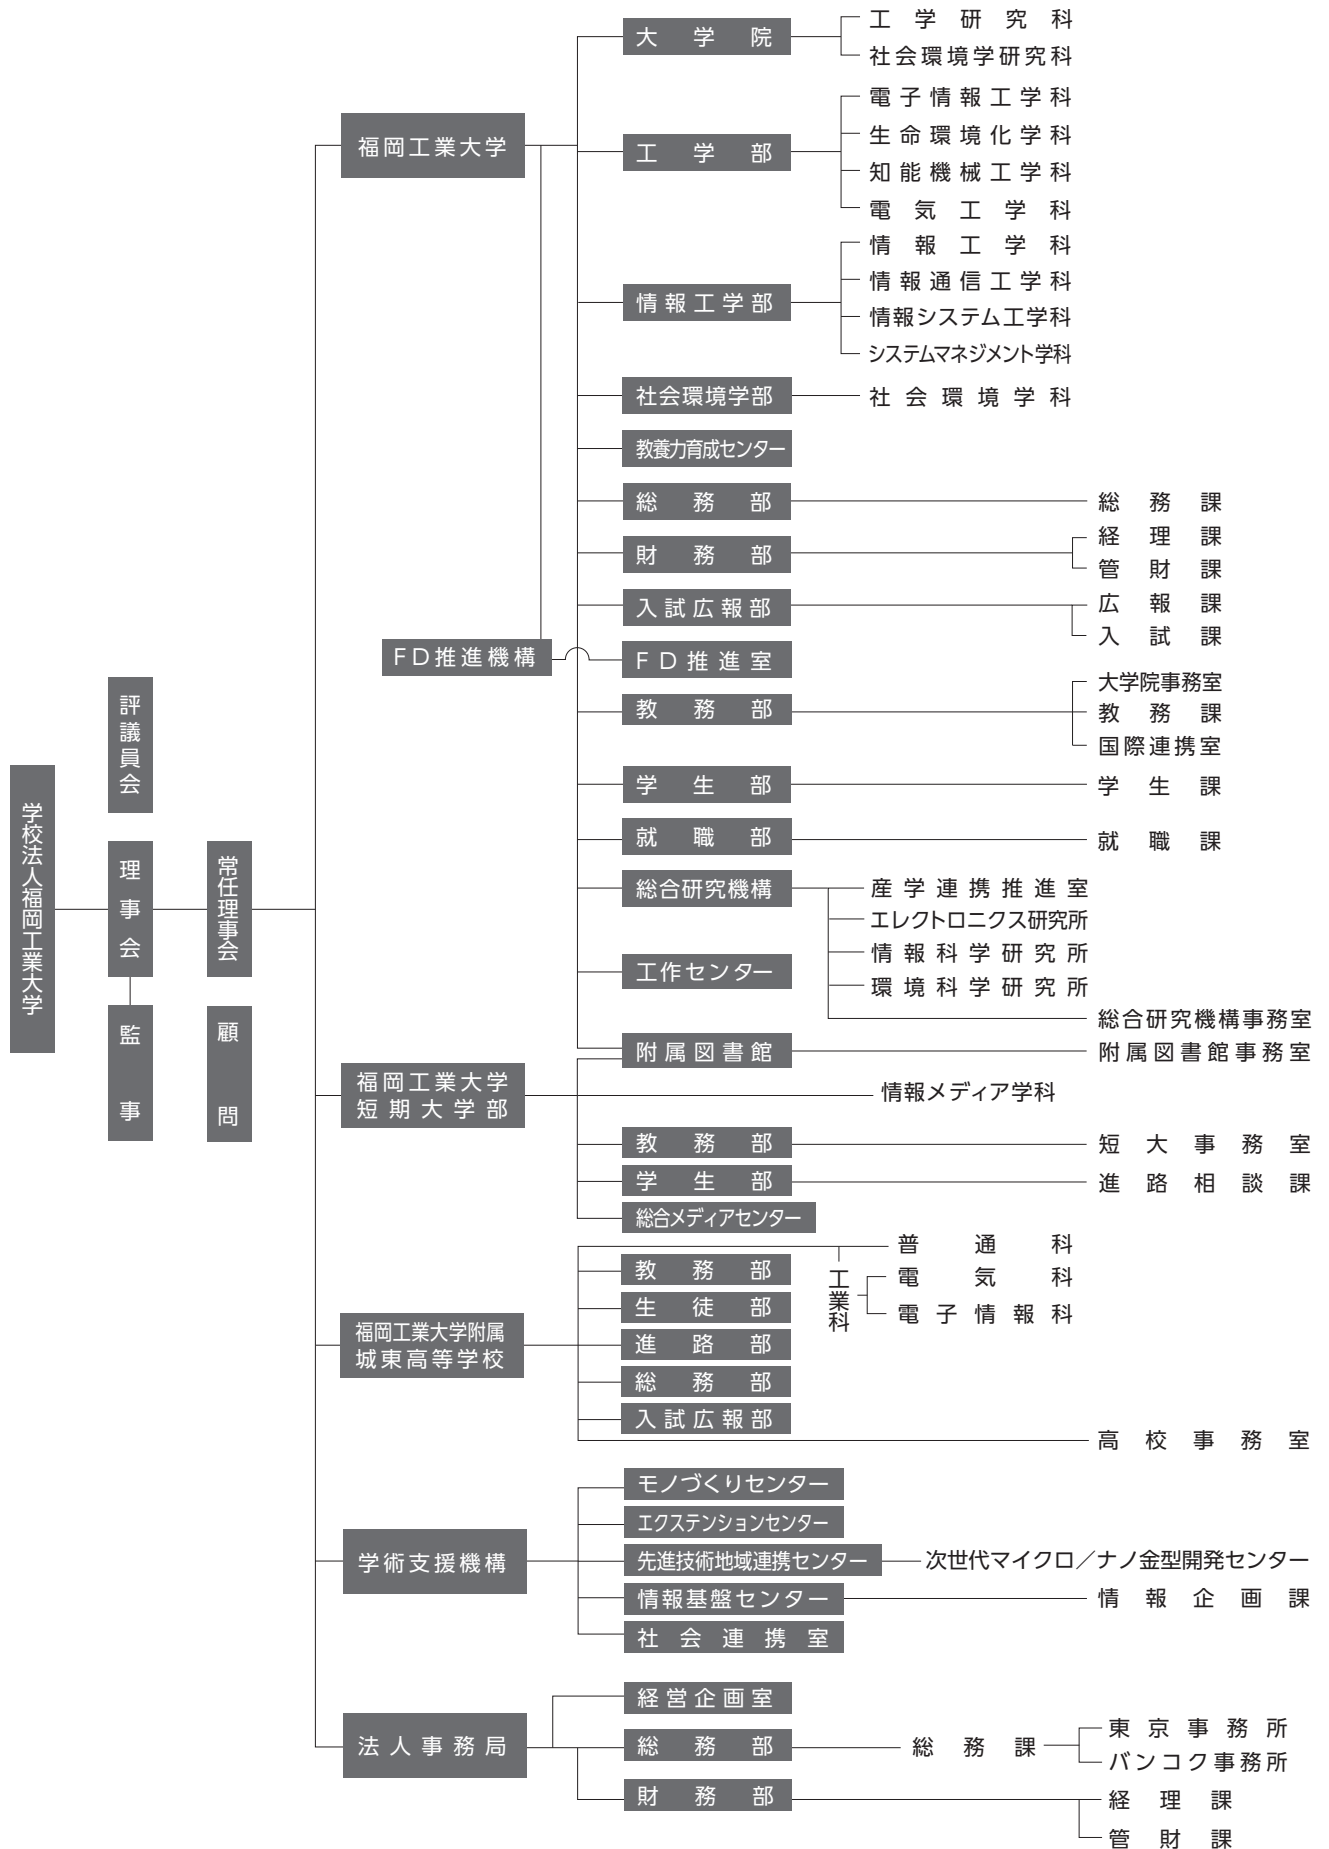 学校法人福岡工業大学
評議員会
理事会
監事
常任理事会
顧問
福岡工業大学
大学院
工学研究科
社会環境学研究科
工学部
電子情報工学科
生命環境化学科
知能機械工学科
電気工学科
情報工学部
情報工学科
情報通信工学科
情報システム工学科
システムマネジメント学科
社会環境学部
社会環境学科
教養力育成センター
総務部
総務課
財務部
経理課
管財課
入試広報部
広報課
入試課
FD推進機構
FD推進室
教務部
大学院事務室
教務課
国際連携室
学生部
学生課
就職部
就職課
総合研究機構
産学連携推進室
エレクトロニクス研究所
情報科学研究所
環境科学研究所
総合研究機構事務室
工作センター
附属図書館
附属図書館事務室
福岡工業大学
短期大学部
情報メディア学科
教務部
短大事務室
学生部
進路相談課
総合メディアセンター
福岡工業大学附属
城東高等学校
普通科
工業科
電気科
電子情報科
教務部
生徒部
進路部
総務部
入試広報部
高校事務室
学術支援機構
モノづくりセンター
エクステンションセンター
先進技術地域連携センター
次世代マイクロ／ナノ金型開発センター
情報基盤センター
情報企画課
社会連携室
法人事務局
経営企画室
総務部
総務課
東京事務所
バンコク事務所
財務部
経理課
管財課